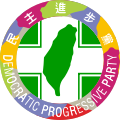 民主進步黨
DEMOCRATIC PROGRESSIVE PARTY